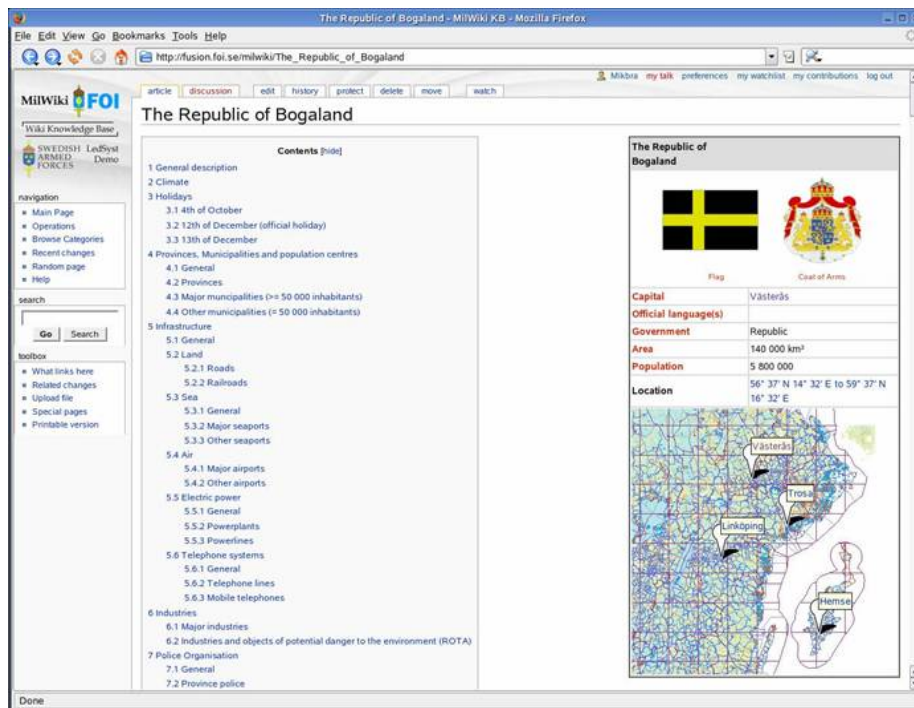 The Republic of Bogaland - MilWiki KB - Mozilla Firefox
File Edit View Go Bookmarks Tools Help
http://fusion.foi.se/milwiki/The_Republic_of_Bogaland
Mikbra my talk preferences my watchlist my contributions log out
article discussion edit history protect delete move watch
MilWiki FOI
Wiki Knowledge Base
SWEDISH ARMED FORCES
LedSyst Demo
navigation
Main Page
Operations
Browse Categories
Recent changes
Random page
Help
search
Go Search
toolbox
What links here
Related changes
Upload file
Special pages
Printable version
The Republic of Bogaland
Contents [hide]
1 General description
2 Climate
3 Holidays
3.1 4th of October
3.2 12th of December (official holiday)
3.3 13th of December
4 Provinces, Municipalities and population centres
4.1 General
4.2 Provinces
4.3 Major muncipalities (>= 50 000 inhabitants)
4.4 Other municipalities (= 50 000 inhabitants)
5 Infrastructure
5.1 General
5.2 Land
5.2.1 Roads
5.2.2 Railroads
5.3 Sea
5.3.1 General
5.3.2 Major seaports
5.3.3 Other seaports
5.4 Air
5.4.1 Major airports
5.4.2 Other airports
5.5 Electric power
5.5.1 General
5.5.2 Powerplants
5.5.3 Powerlines
5.6 Telephone systems
5.6.1 General
5.6.2 Telephone lines
5.6.3 Mobile telephones
6 Industries
6.1 Major industries
6.2 Industries and objects of potential danger to the environment (ROTA)
7 Police Organisation
7.1 General
7.2 Province police
The Republic of
Bogaland
Flag Coat of Arms
Capital Västerås
Official language(s)
Government Republic
Area 140 000 km²
Population 5 800 000
Location 56° 37' N 14° 32' E to 59° 37' N
16° 32' E
Västerås
Trosa
Linköping
Hemse
Done